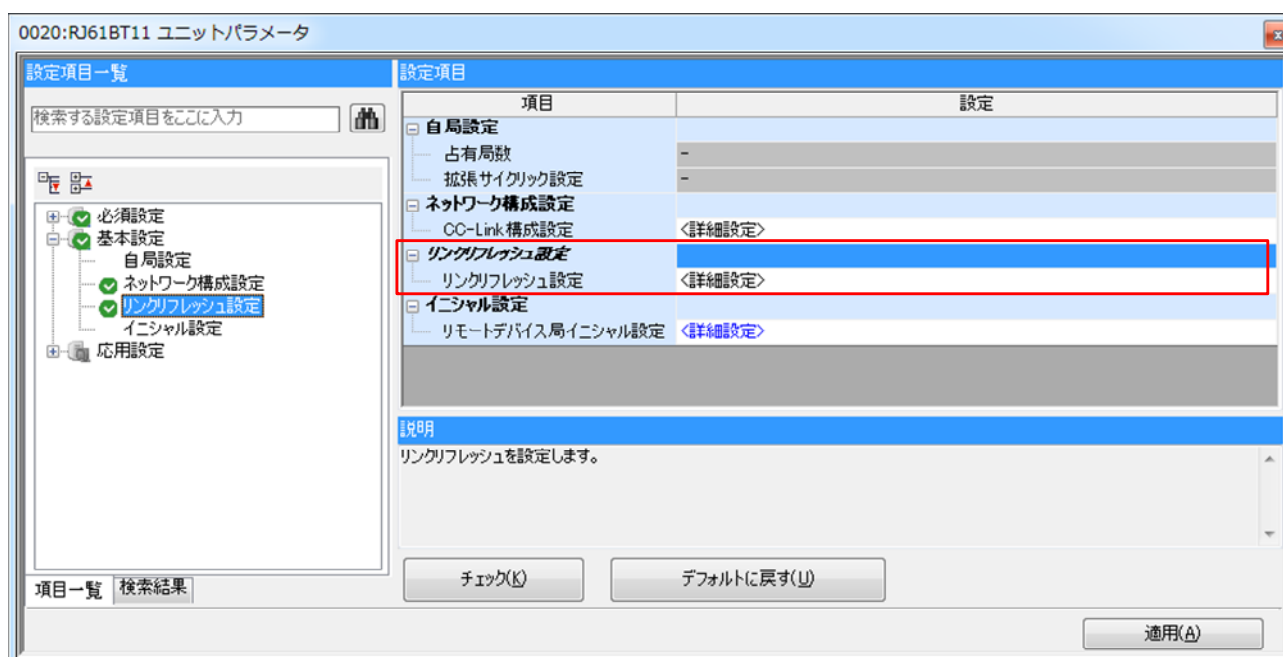 0020:RJ61BT11 ユニットパラメータ
設定項目一覧
検索する設定項目をここに入力
必須設定
基本設定
自局設定
ネットワーク構成設定
リンクリフレッシュ設定
イニシャル設定
応用設定
項目一覧 検索結果
設定項目
項目 設定
自局設定
占有局数 -
拡張サイクリック設定 -
ネットワーク構成設定
CC-Link構成設定 <詳細設定>
リンクリフレッシュ設定
リンクリフレッシュ設定 <詳細設定>
イニシャル設定
リモートデバイス局イニシャル設定 <詳細設定>
説明
リンクリフレッシュを設定します。
チェック(K) デフォルトに戻す(U)
適用(A)